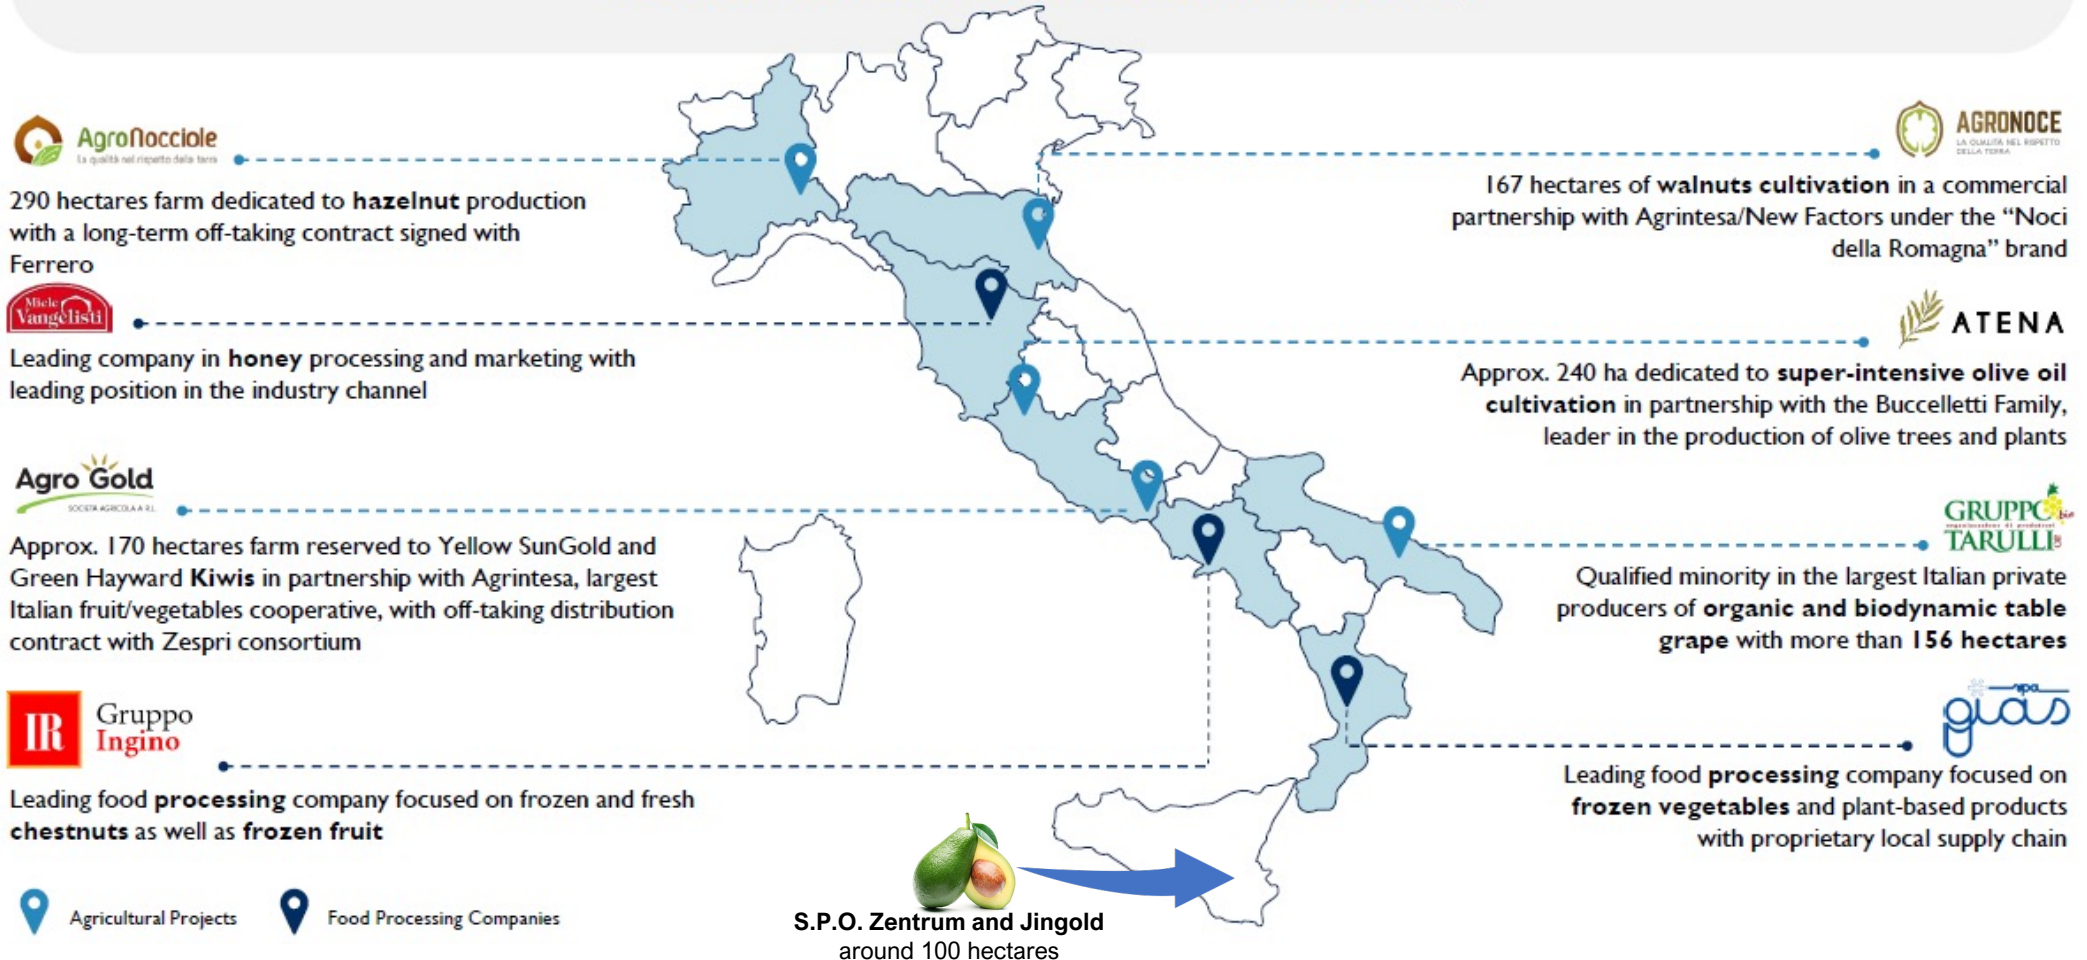 AgroNocciole
La qualità nel rispetto della terra
290 hectares farm dedicated to hazelnut production
with a long-term off-taking contract signed with
Ferrero
Miele
Vangelisti
Leading company in honey processing and marketing with
leading position in the industry channel
Agro Gold
SOCIETÀ AGRICOLA A R.L.
Approx. 170 hectares farm reserved to Yellow SunGold and
Green Hayward Kiwis in partnership with Agrintesa, largest
Italian fruit/vegetables cooperative, with off-taking distribution
contract with Zespri consortium
IR
Gruppo
Ingino
Leading food processing company focused on frozen and fresh
chestnuts as well as frozen fruit
Agricultural Projects
Food Processing Companies
S.P.O. Zentrum and Jingold
around 100 hectares
AGRONOCE
LA QUALITÀ NEL RISPETTO
DELLA TERRA
167 hectares of walnuts cultivation in a commercial
partnership with Agrintesa/New Factors under the “Noci
della Romagna” brand
ATENA
Approx. 240 ha dedicated to super-intensive olive oil
cultivation in partnership with the Buccelletti Family,
leader in the production of olive trees and plants
GRUPPO bio
organizzazione di produttori
TARULLI
Qualified minority in the largest Italian private
producers of organic and biodynamic table
grape with more than 156 hectares
spa
gias
Leading food processing company focused on
frozen vegetables and plant-based products
with proprietary local supply chain